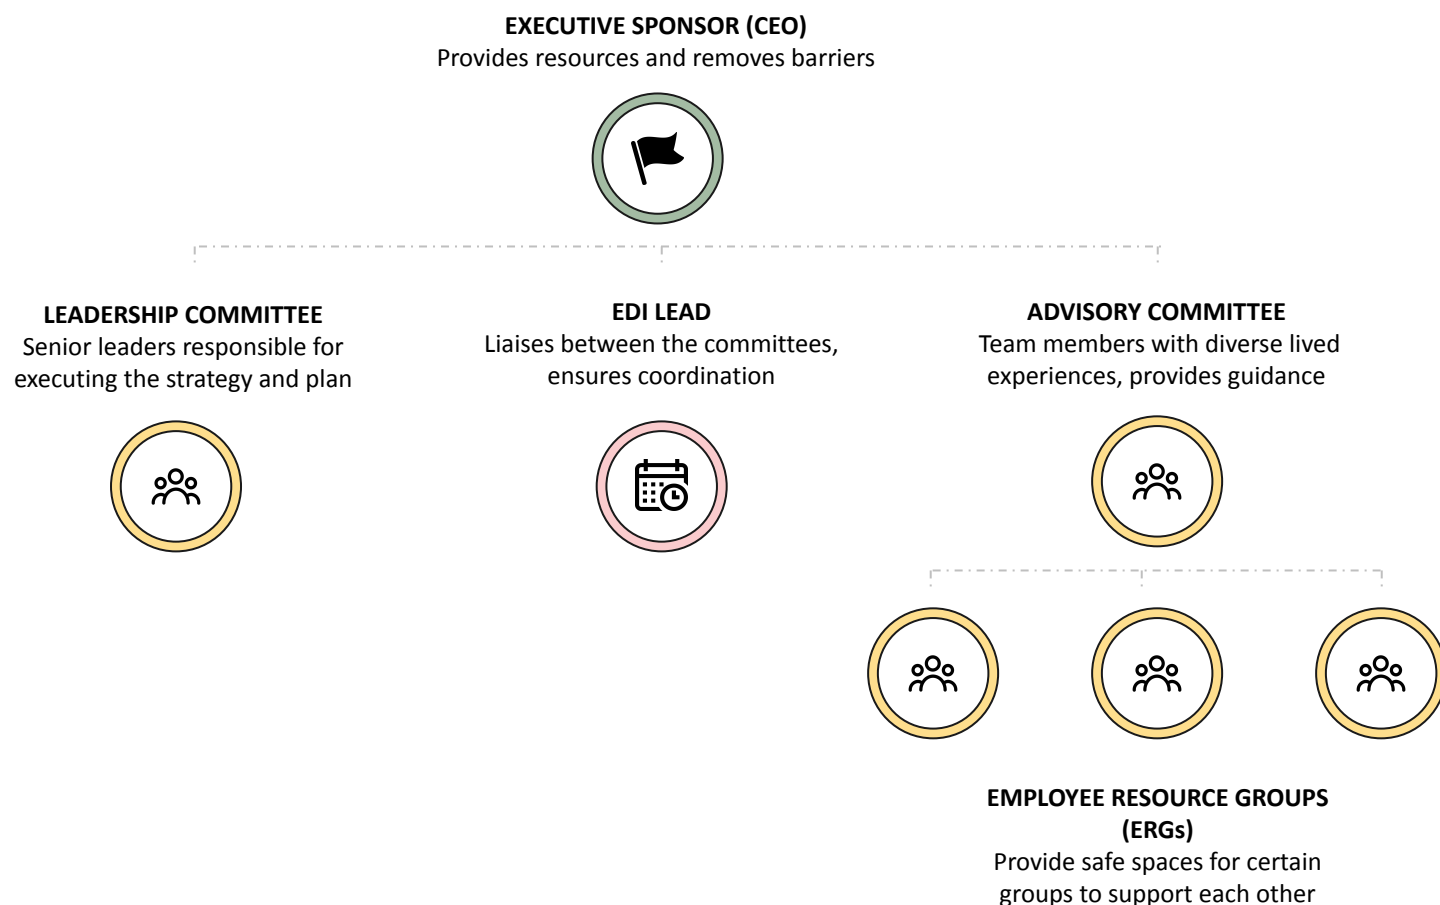 EXECUTIVE SPONSOR (CEO)
Provides resources and removes barriers
LEADERSHIP COMMITTEE
Senior leaders responsible for
executing the strategy and plan
EDI LEAD
Liaises between the committees,
ensures coordination
ADVISORY COMMITTEE
Team members with diverse lived
experiences, provides guidance
EMPLOYEE RESOURCE GROUPS
(ERGs)
Provide safe spaces for certain
groups to support each other